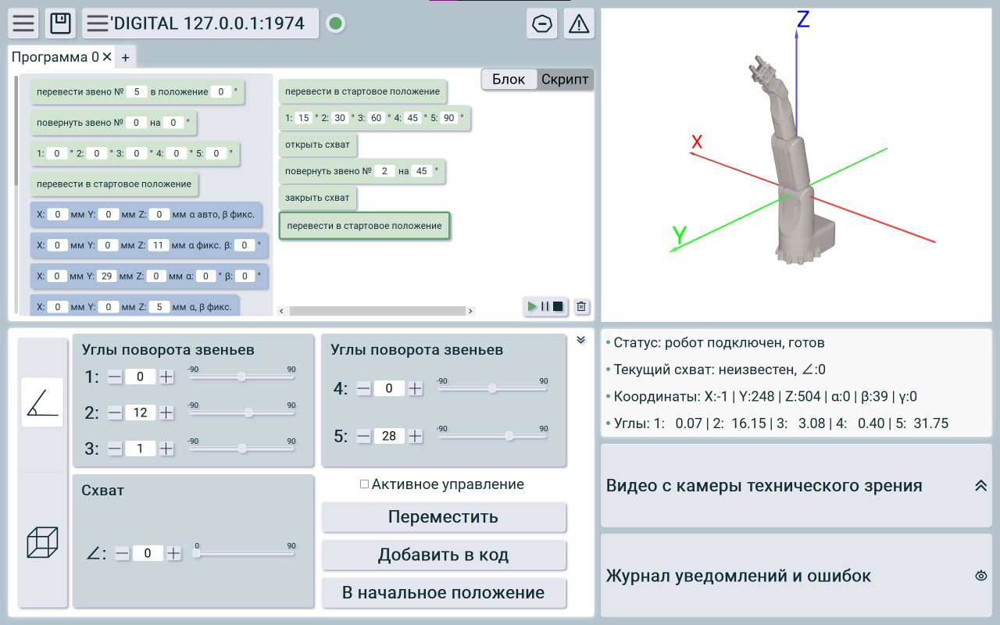 'DIGITAL 127.0.0.1:1974
Программа 0 ✕ +
перевести звено № 5 в положение 0 °
повернуть звено № 0 на 0 °
1: 0 ° 2: 0 ° 3: 0 ° 4: 0 ° 5: 0 °
перевести в стартовое положение
X: 0 мм Y: 0 мм Z: 0 мм α авто, β фикс.
X: 0 мм Y: 0 мм Z: 11 мм α фикс. β: 0 °
X: 0 мм Y: 29 мм Z: 0 мм α: 0 ° β: 0 °
X: 0 мм Y: 0 мм Z: 5 мм α, β фикс.
Блок Скрипт
перевести в стартовое положение
1: 15 ° 2: 30 ° 3: 60 ° 4: 45 ° 5: 90 °
открыть схват
повернуть звено № 2 на 45 °
закрыть схват
перевести в стартовое положение
Z
X
Y
Углы поворота звеньев
1: — 0 + -90 90
2: — 12 + -90 90
3: — 1 + -90 90
Углы поворота звеньев
4: — 0 + -90 90
5: — 28 + -90 90
Схват
∠: — 0 + 0 90
Активное управление
Переместить
Добавить в код
В начальное положение
• Статус: робот подключен, готов
• Текущий схват: неизвестен, ∠:0
• Координаты: X:-1 | Y:248 | Z:504 | α:0 | β:39 | γ:0
• Углы: 1: 0.07 | 2: 16.15 | 3: 3.08 | 4: 0.40 | 5: 31.75
Видео с камеры технического зрения
Журнал уведомлений и ошибок